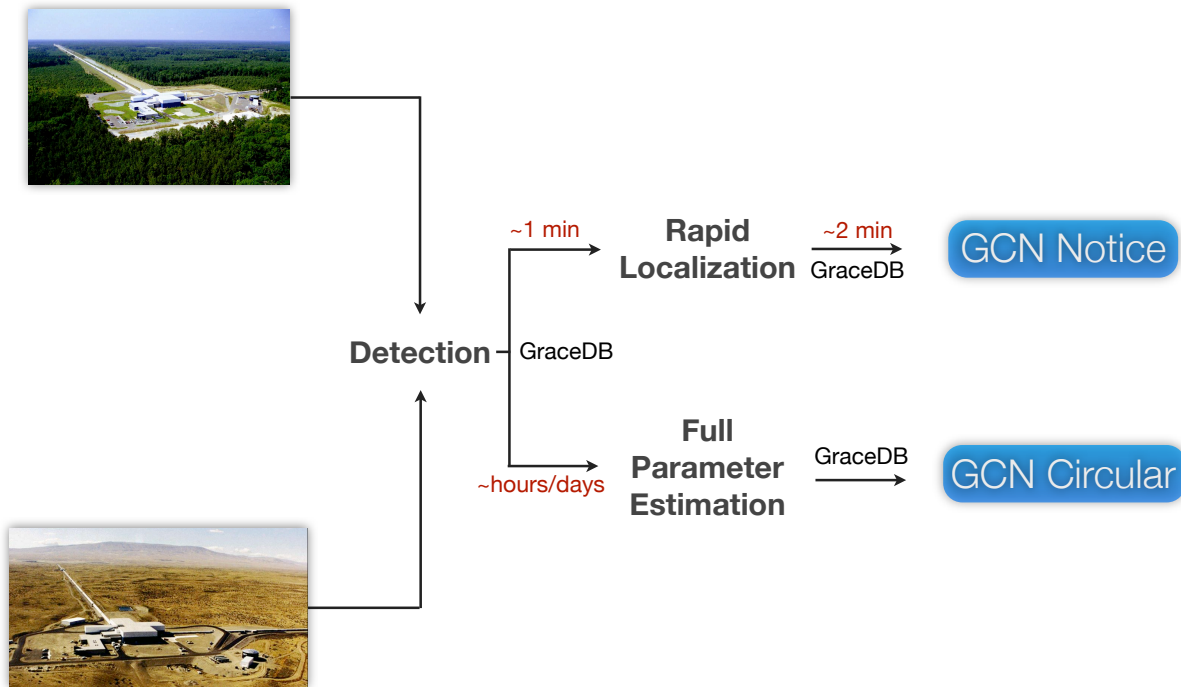 ~1 min
Rapid
Localization
~2 min
GraceDB
GCN Notice
Detection
GraceDB
~hours/days
Full
Parameter
Estimation
GraceDB
GCN Circular